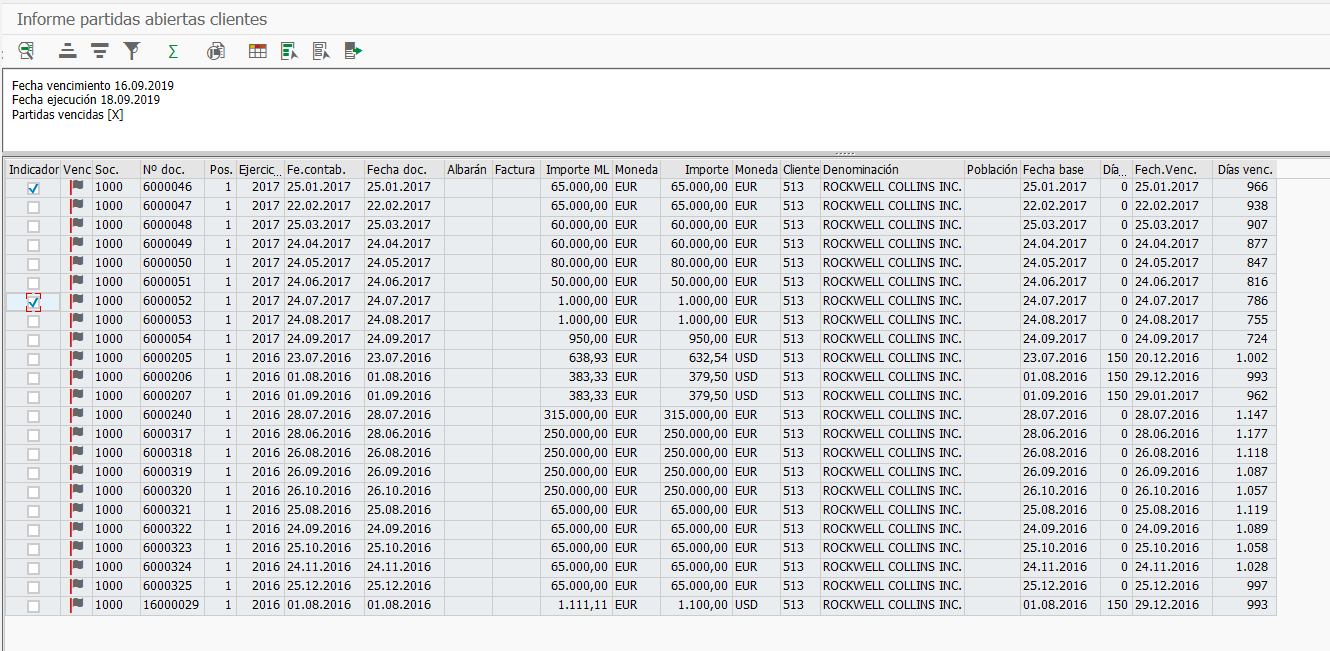 Informe partidas abiertas clientes
Fecha vencimiento 16.09.2019
Fecha ejecución 18.09.2019
Partidas vencidas [X]
Indicador Venc Soc. Nº doc. Pos. Ejercic... Fe.contab. Fecha doc. Albarán Factura Importe ML Moneda Importe Moneda Cliente Denominación Población Fecha base Día... Fech.Venc. Días venc.
1000 6000046 1 2017 25.01.2017 25.01.2017 65.000,00 EUR 65.000,00 EUR 513 ROCKWELL COLLINS INC. 25.01.2017 0 25.01.2017 966
1000 6000047 1 2017 22.02.2017 22.02.2017 65.000,00 EUR 65.000,00 EUR 513 ROCKWELL COLLINS INC. 22.02.2017 0 22.02.2017 938
1000 6000048 1 2017 25.03.2017 25.03.2017 60.000,00 EUR 60.000,00 EUR 513 ROCKWELL COLLINS INC. 25.03.2017 0 25.03.2017 907
1000 6000049 1 2017 24.04.2017 24.04.2017 60.000,00 EUR 60.000,00 EUR 513 ROCKWELL COLLINS INC. 24.04.2017 0 24.04.2017 877
1000 6000050 1 2017 24.05.2017 24.05.2017 80.000,00 EUR 80.000,00 EUR 513 ROCKWELL COLLINS INC. 24.05.2017 0 24.05.2017 847
1000 6000051 1 2017 24.06.2017 24.06.2017 50.000,00 EUR 50.000,00 EUR 513 ROCKWELL COLLINS INC. 24.06.2017 0 24.06.2017 816
1000 6000052 1 2017 24.07.2017 24.07.2017 1.000,00 EUR 1.000,00 EUR 513 ROCKWELL COLLINS INC. 24.07.2017 0 24.07.2017 786
1000 6000053 1 2017 24.08.2017 24.08.2017 1.000,00 EUR 1.000,00 EUR 513 ROCKWELL COLLINS INC. 24.08.2017 0 24.08.2017 755
1000 6000054 1 2017 24.09.2017 24.09.2017 950,00 EUR 950,00 EUR 513 ROCKWELL COLLINS INC. 24.09.2017 0 24.09.2017 724
1000 6000205 1 2016 23.07.2016 23.07.2016 638,93 EUR 632,54 USD 513 ROCKWELL COLLINS INC. 23.07.2016 150 20.12.2016 1.002
1000 6000206 1 2016 01.08.2016 01.08.2016 383,33 EUR 379,50 USD 513 ROCKWELL COLLINS INC. 01.08.2016 150 29.12.2016 993
1000 6000207 1 2016 01.09.2016 01.09.2016 383,33 EUR 379,50 USD 513 ROCKWELL COLLINS INC. 01.09.2016 150 29.01.2017 962
1000 6000240 1 2016 28.07.2016 28.07.2016 315.000,00 EUR 315.000,00 EUR 513 ROCKWELL COLLINS INC. 28.07.2016 0 28.07.2016 1.147
1000 6000317 1 2016 28.06.2016 28.06.2016 250.000,00 EUR 250.000,00 EUR 513 ROCKWELL COLLINS INC. 28.06.2016 0 28.06.2016 1.177
1000 6000318 1 2016 26.08.2016 26.08.2016 250.000,00 EUR 250.000,00 EUR 513 ROCKWELL COLLINS INC. 26.08.2016 0 26.08.2016 1.118
1000 6000319 1 2016 26.09.2016 26.09.2016 250.000,00 EUR 250.000,00 EUR 513 ROCKWELL COLLINS INC. 26.09.2016 0 26.09.2016 1.087
1000 6000320 1 2016 26.10.2016 26.10.2016 250.000,00 EUR 250.000,00 EUR 513 ROCKWELL COLLINS INC. 26.10.2016 0 26.10.2016 1.057
1000 6000321 1 2016 25.08.2016 25.08.2016 65.000,00 EUR 65.000,00 EUR 513 ROCKWELL COLLINS INC. 25.08.2016 0 25.08.2016 1.119
1000 6000322 1 2016 24.09.2016 24.09.2016 65.000,00 EUR 65.000,00 EUR 513 ROCKWELL COLLINS INC. 24.09.2016 0 24.09.2016 1.089
1000 6000323 1 2016 25.10.2016 25.10.2016 65.000,00 EUR 65.000,00 EUR 513 ROCKWELL COLLINS INC. 25.10.2016 0 25.10.2016 1.058
1000 6000324 1 2016 24.11.2016 24.11.2016 65.000,00 EUR 65.000,00 EUR 513 ROCKWELL COLLINS INC. 24.11.2016 0 24.11.2016 1.028
1000 6000325 1 2016 25.12.2016 25.12.2016 65.000,00 EUR 65.000,00 EUR 513 ROCKWELL COLLINS INC. 25.12.2016 0 25.12.2016 997
1000 16000029 1 2016 01.08.2016 01.08.2016 1.111,11 EUR 1.100,00 USD 513 ROCKWELL COLLINS INC. 01.08.2016 150 29.12.2016 993